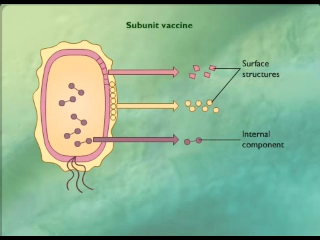 Subunit vaccine
Surface
structures
Internal
component